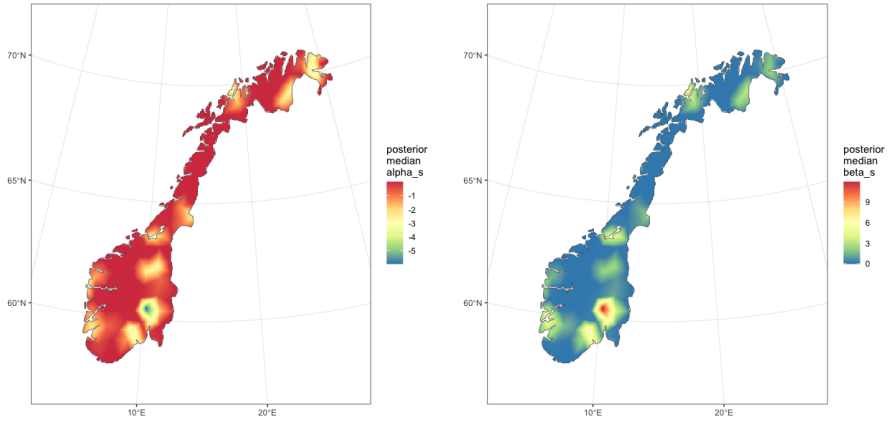 70°N
65°N
60°N
10°E
20°E
posterior
median
alpha_s
-1
-2
-3
-4
-5
70°N
65°N
60°N
10°E
20°E
posterior
median
beta_s
9
6
3
0